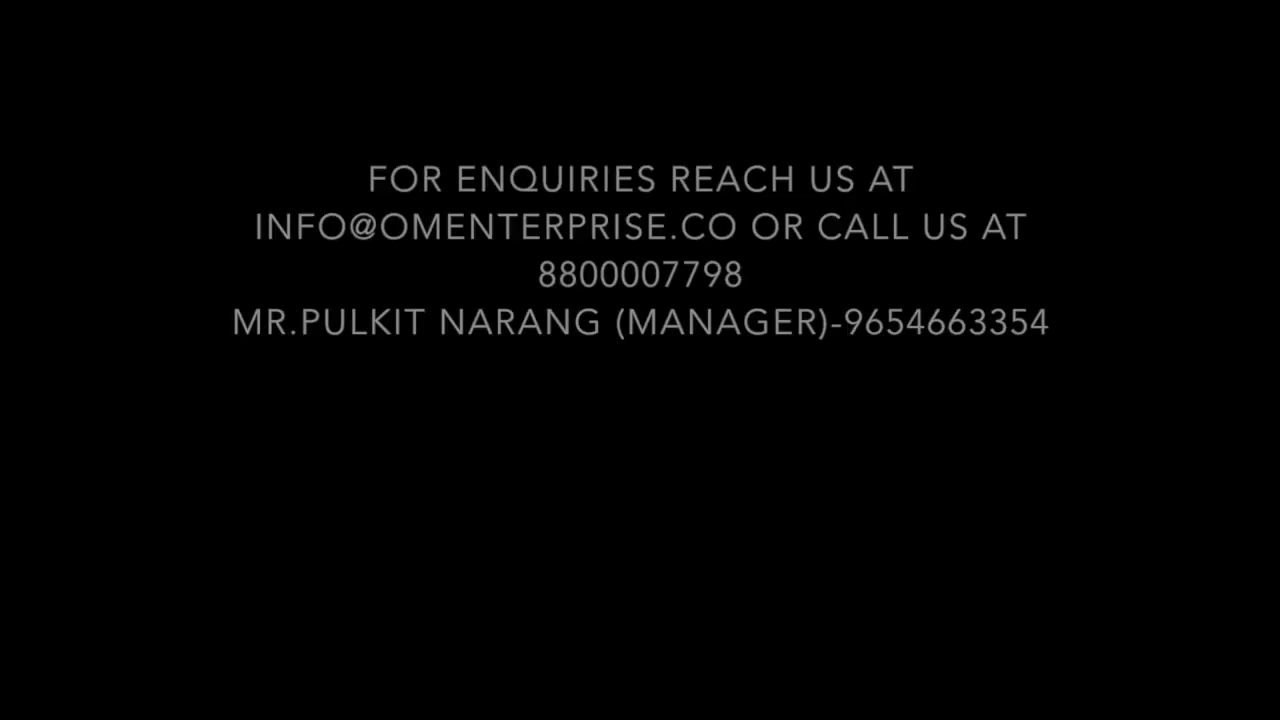 FOR ENQUIRIES REACH US AT
INFO@OMENTERPRISE.CO OR CALL US AT
8800007798
MR.PULKIT NARANG (MANAGER)-9654663354